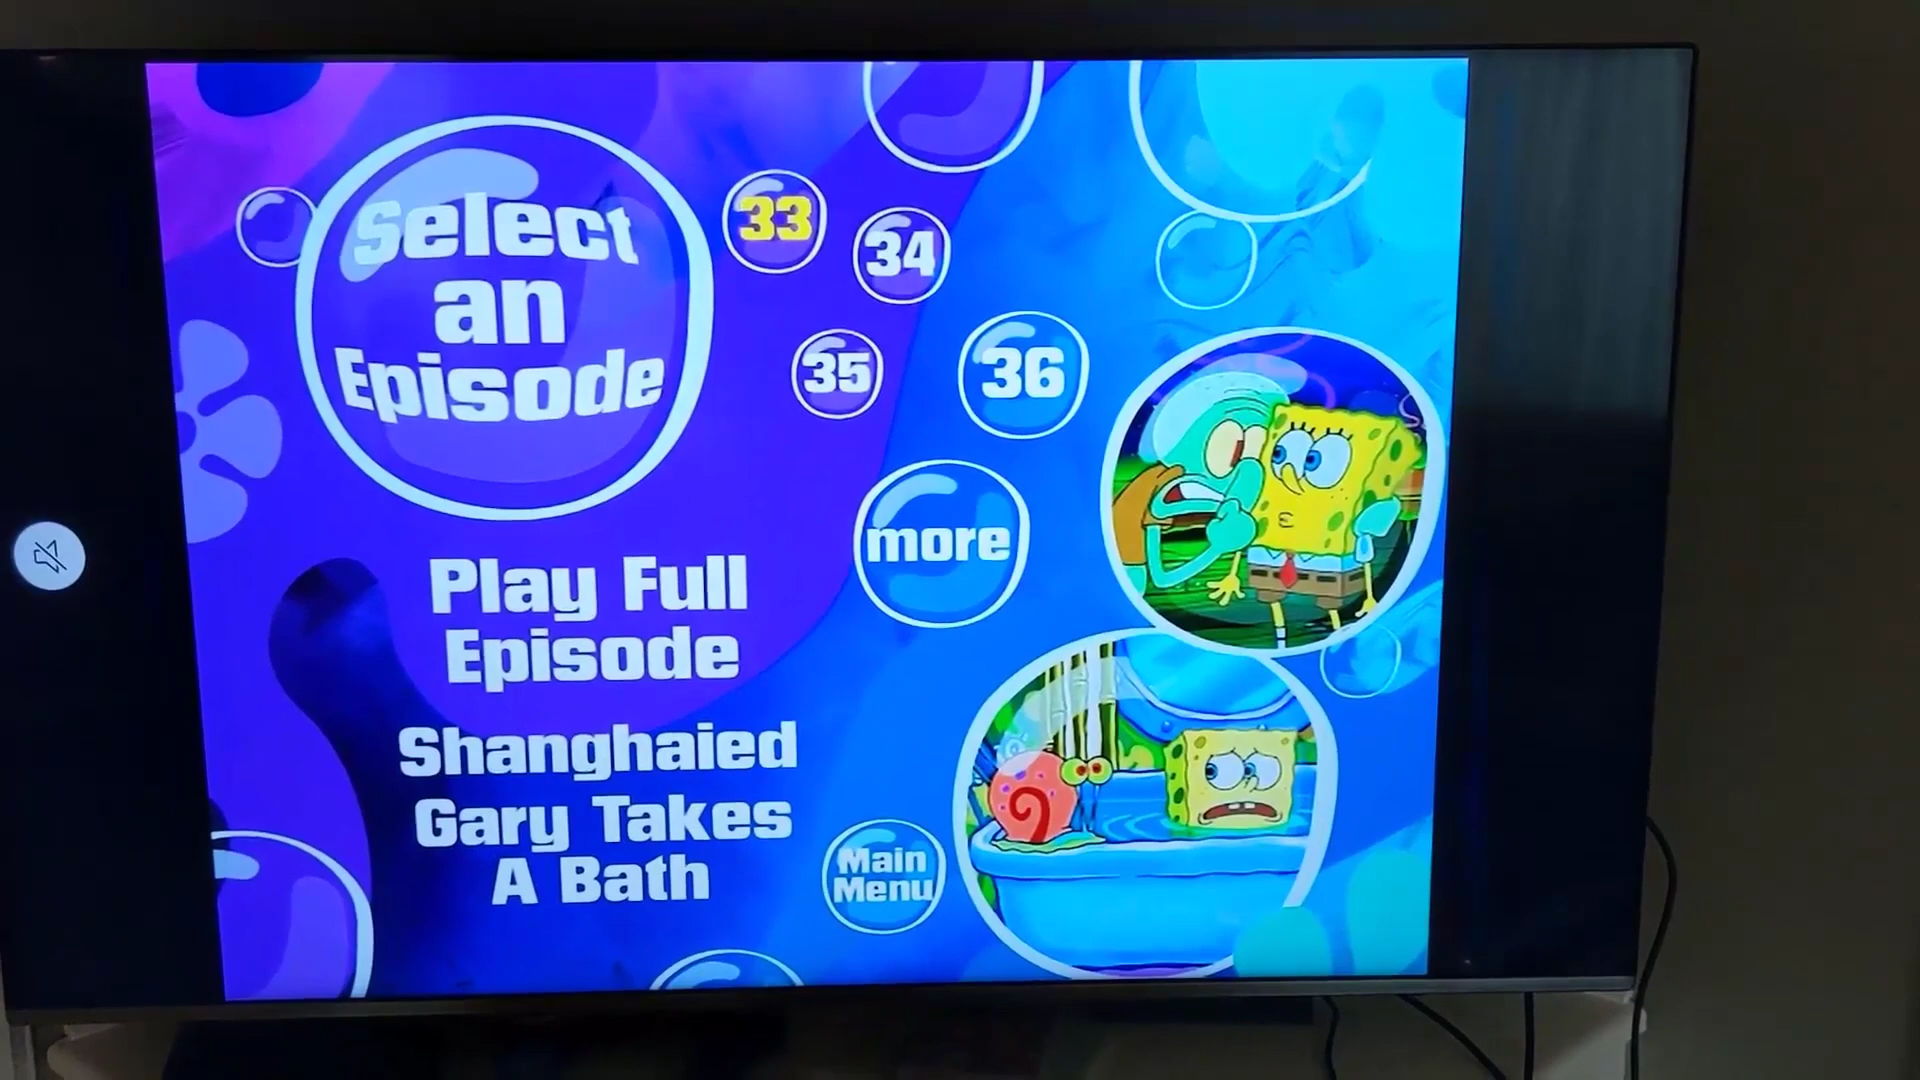 Select
an
Episode
33
34
35
36
more
Play Full
Episode
Shanghaied
Gary Takes
A Bath
Main
Menu